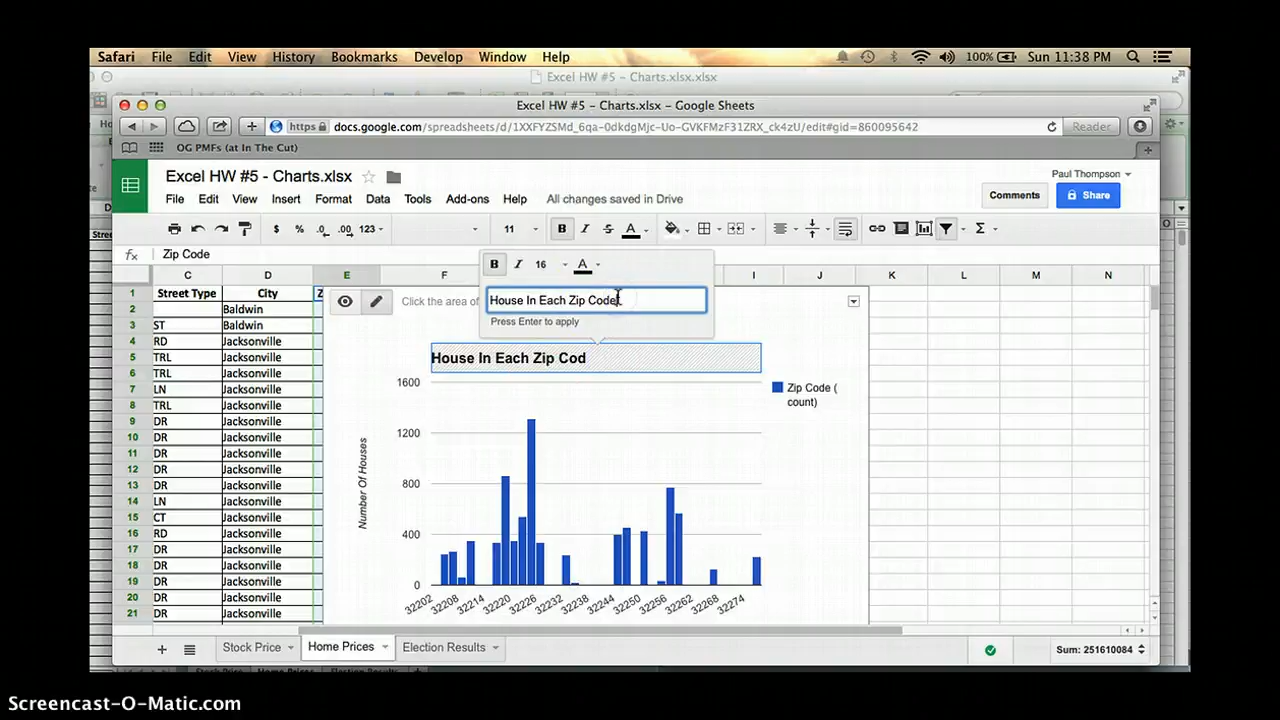 Safari File Edit View History Bookmarks Develop Window Help 100% Sun 11:38 PM
Excel HW #5 - Charts.xlsx.xlsx
Excel HW #5 - Charts.xlsx - Google Sheets
https docs.google.com/spreadsheets/d/1XXFYZSMd_6qa-0dkdgMjc-Uo-GVKFMzF31ZRX_ck4zU/edit#gid=860095642 Reader
OG PMFs (at In The Cut)
Excel HW #5 - Charts.xlsx Paul Thompson
File Edit View Insert Format Data Tools Add-ons Help All changes saved in Drive Comments Share
$ % .0 .00 123 11 B I S A Σ
fx Zip Code
B I 16 A
C D E F I J K L M N
1 Street Type City Z
Click the area of
House In Each Zip Code
Press Enter to apply
2 Baldwin
3 ST Baldwin
4 RD Jacksonville
5 TRL Jacksonville
6 TRL Jacksonville
7 LN Jacksonville
8 TRL Jacksonville
9 DR Jacksonville
10 DR Jacksonville
11 DR Jacksonville
12 DR Jacksonville
13 DR Jacksonville
14 LN Jacksonville
15 CT Jacksonville
16 RD Jacksonville
17 DR Jacksonville
18 DR Jacksonville
19 DR Jacksonville
20 DR Jacksonville
21 DR Jacksonville
House In Each Zip Cod
Zip Code (
count)
Number Of Houses
1600
1200
800
400
0
32202 32208 32214 32220 32226 32232 32238 32244 32250 32256 32262 32268 32274
Stock Price Home Prices Election Results Sum: 251610084
Stock Price Home Prices Election Results
Screencast-O-Matic.com